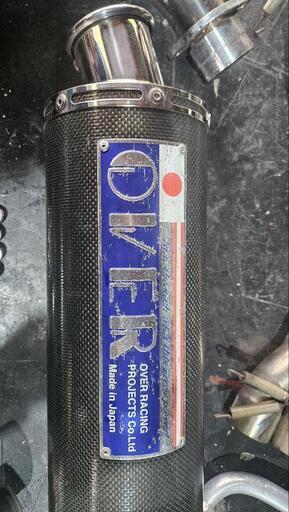 OVER
OVER RACING
PROJECTS Co.Ltd
Made in Japan